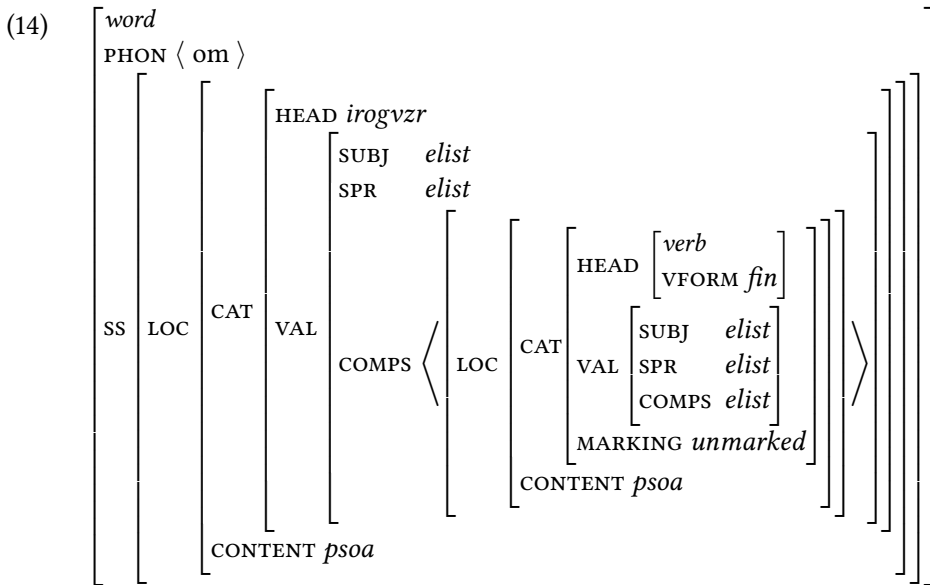 (14)
word
PHON ⟨ om ⟩
HEAD irogvzr
SUBJ elist
SPR elist
HEAD verb
VFORM fin
SS LOC CAT VAL COMPS ⟨ LOC CAT VAL SUBJ elist
SPR elist
COMPS elist ⟩
MARKING unmarked
CONTENT psoa
CONTENT psoa